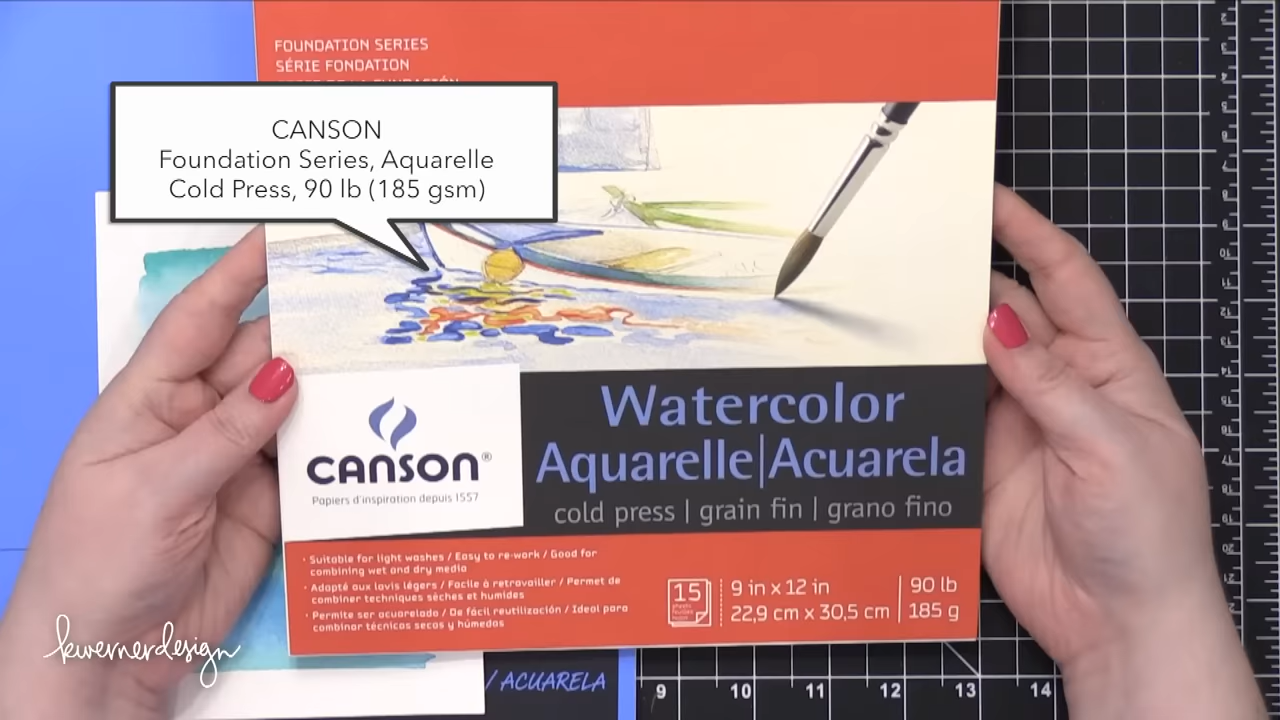 FOUNDATION SERIES
SÉRIE FONDATION
CANSON
Foundation Series, Aquarelle
Cold Press, 90 lb (185 gsm)
Watercolor
Aquarelle|Acuarela
cold press | grain fin | grano fino
CANSON®
Papiers d'inspiration depuis 1557
· Suitable for light washes / Easy to re-work / Good for
combining wet and dry media
· Adapté aux lavis légers / Facile à retravailler / Permet de
combiner techniques sèches et humides
· Permite ser acuarelado / De fácil reutilización / Ideal para
combinar técnicas secas y húmedas
15
9 in x 12 in
22,9 cm x 30,5 cm
90 lb
185 g
kwernerdesign
/ ACUARELA
9 10 11 12 13 14